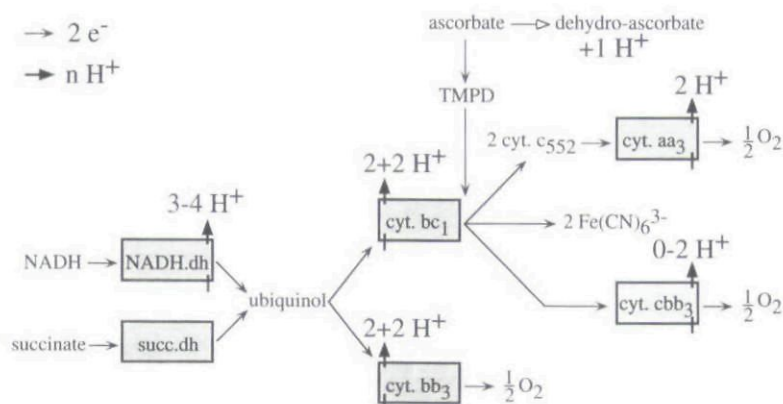 → 2 e⁻
→ n H⁺
ascorbate → dehydro-ascorbate
+1 H⁺
TMPD
2 H⁺
2 cyt. c₅₅₂ → cyt. aa₃ → ½ O₂
2+2 H⁺
cyt. bc₁
2 Fe(CN)₆³⁻
3-4 H⁺
0-2 H⁺
NADH → NADH.dh
ubiquinol
cyt. cbb₃ → ½ O₂
2+2 H⁺
succinate → succ.dh
cyt. bb₃ → ½ O₂